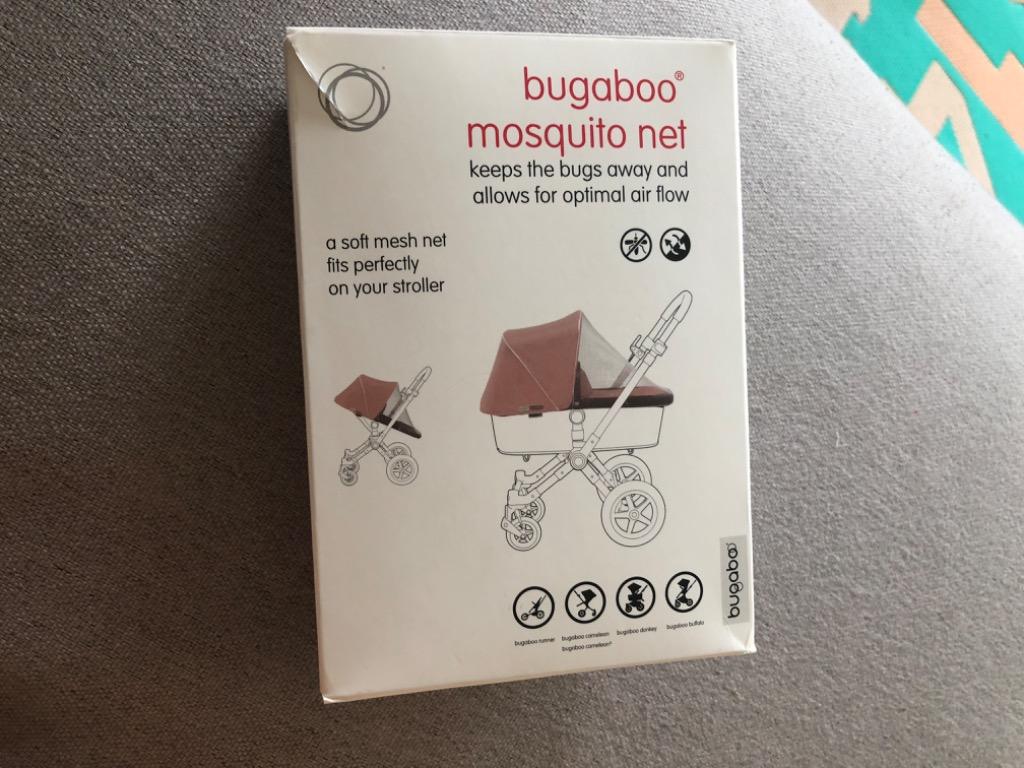 bugaboo®
mosquito net
keeps the bugs away and
allows for optimal air flow
a soft mesh net
fits perfectly
on your stroller
bugaboo
bugaboo runner
bugaboo cameleon
bugaboo cameleon³
bugaboo donkey
bugaboo buffalo